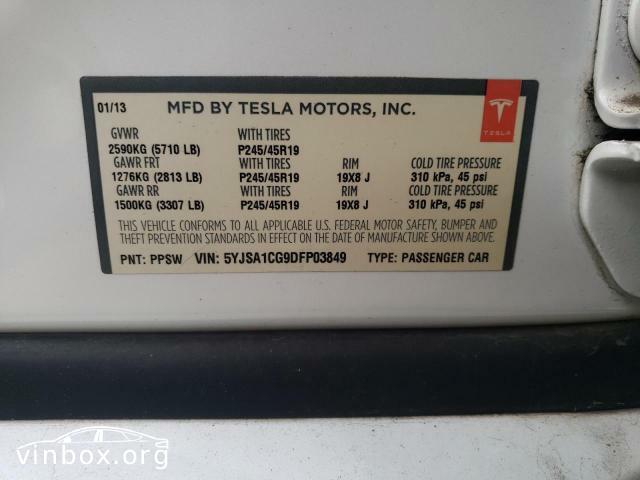 01/13 MFD BY TESLA MOTORS, INC.
TESLA
GVWR WITH TIRES
2590KG (5710 LB) P245/45R19
GAWR FRT WITH TIRES RIM COLD TIRE PRESSURE
1276KG (2813 LB) P245/45R19 19X8 J 310 kPa, 45 psi
GAWR RR WITH TIRES RIM COLD TIRE PRESSURE
1500KG (3307 LB) P245/45R19 19X8 J 310 kPa, 45 psi
THIS VEHICLE CONFORMS TO ALL APPLICABLE U.S. FEDERAL MOTOR SAFETY, BUMPER AND
THEFT PREVENTION STANDARDS IN EFFECT ON THE DATE OF MANUFACTURE SHOWN ABOVE.
PNT: PPSW VIN: 5YJSA1CG9DFP03849 TYPE: PASSENGER CAR
vinbox.org